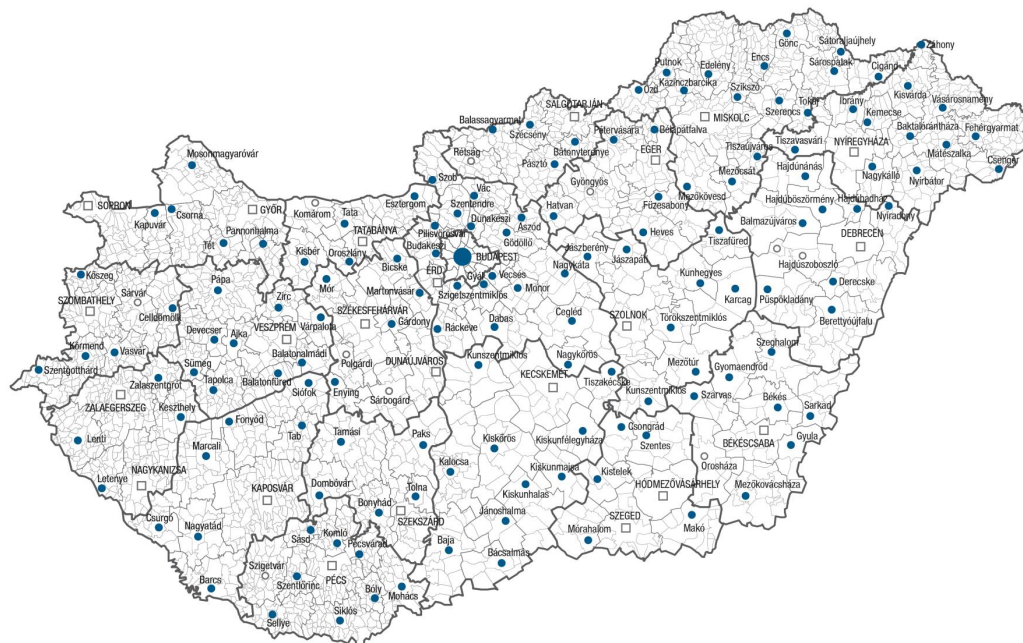 Gönc
Sátoraljaújhely
Záhony
Putnok
Edelény
Encs
Sárospatak
Cigánd
Kazincbarcika
Ózd
Szikszó
Kisvárda
Szerencs
Tokaj
Ibrány
Vásárosnamény
SALGÓTARJÁN
MISKOLC
Kemecse
Balassagyarmat
Szécsény
Pétervására
Bélapátfalva
Baktalórántháza
Fehérgyarmat
Rétság
Bátonyterenye
EGER
Tiszaújváros
Tiszavasvári
NYÍREGYHÁZA
Mátészalka
Mosonmagyaróvár
Pásztó
Mezőcsát
Hajdúnánás
Nagykálló
Nyírbátor
Csenger
Szob
Gyöngyös
Mezőkövesd
Vác
Füzesabony
Hajdúböszörmény
Hajdúhadház
Esztergom
Szentendre
Hatvan
SOPRON
Csorna
GYŐR
Komárom
Tata
Dunakeszi
Aszód
Balmazújváros
Nyíradony
Kapuvár
Pilisvörösvár
Heves
Tiszafüred
DEBRECEN
Tét
Pannonhalma
TATABÁNYA
Budakeszi
Gödöllő
Jászberény
Jászapáti
Hajdúszoboszló
Kisbér
Oroszlány
Bicske
BUDAPEST
Kőszeg
ÉRD
Gyál
Vecsés
Nagykáta
Kunhegyes
Pápa
Mór
Martonvásár
Monor
Karcag
Püspökladány
Derecske
Sárvár
SZOMBATHELY
Celldömölk
Zirc
SZÉKESFEHÉRVÁR
Szigetszentmiklós
Devecser
Ajka
VESZPRÉM
Várpalota
Gárdony
Ráckeve
Dabas
Cegléd
SZOLNOK
Törökszentmiklós
Berettyóújfalu
Körmend
Vasvár
Polgárdi
Kunszentmiklós
Nagykőrös
Szeghalom
Szentgotthárd
Sümeg
Balatonalmádi
DUNAÚJVÁROS
KECSKEMÉT
Mezőtúr
Gyomaendrőd
Zalaszentgrót
Tapolca
Balatonfüred
Siófok
Enying
Sárbogárd
Tiszakécske
Kunszentmiklós
Szarvas
ZALAEGERSZEG
Keszthely
Békés
Sarkad
Fonyód
Tab
Tamási
Paks
Csongrád
Lenti
Marcali
Kiskőrös
Kiskunfélegyháza
Szentes
BÉKÉSCSABA
Gyula
NAGYKANIZSA
KAPOSVÁR
Kalocsa
Kiskunmajsa
Kistelek
Orosháza
Letenye
Dombóvár
Tolna
Kiskunhalas
HÓDMEZŐVÁSÁRHELY
Mezőkovácsháza
Bonyhád
Csurgó
Nagyatád
SZEKSZÁRD
Jánoshalma
SZEGED
Makó
Sásd
Komló
Pécsvárad
Baja
Mórahalom
Szigetvár
Bácsalmás
Szentlőrinc
PÉCS
Barcs
Bóly
Mohács
Sellye
Siklós